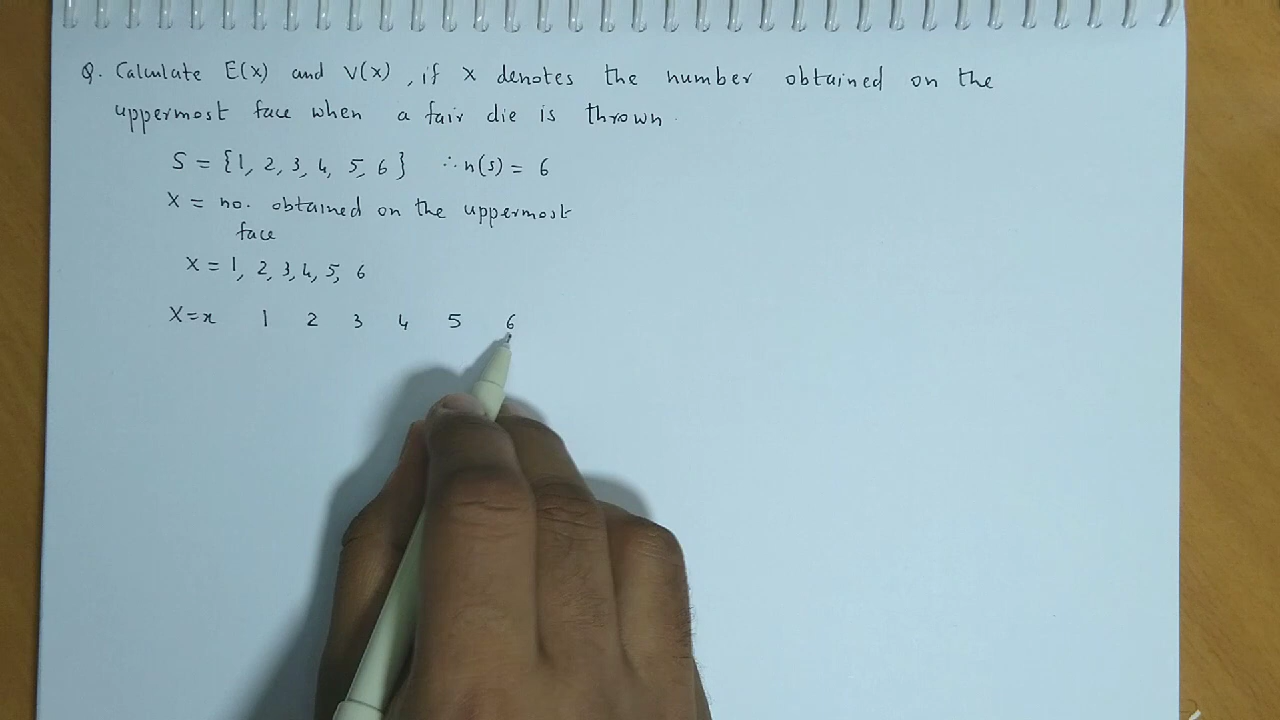 Q. Calculate E(x) and V(x), if X denotes the number obtained on the
uppermost face when a fair die is thrown.
S = {1, 2, 3, 4, 5, 6} ∴ n(s) = 6
X = no. obtained on the uppermost
face
X = 1, 2, 3, 4, 5, 6
X=x 1 2 3 4 5 6